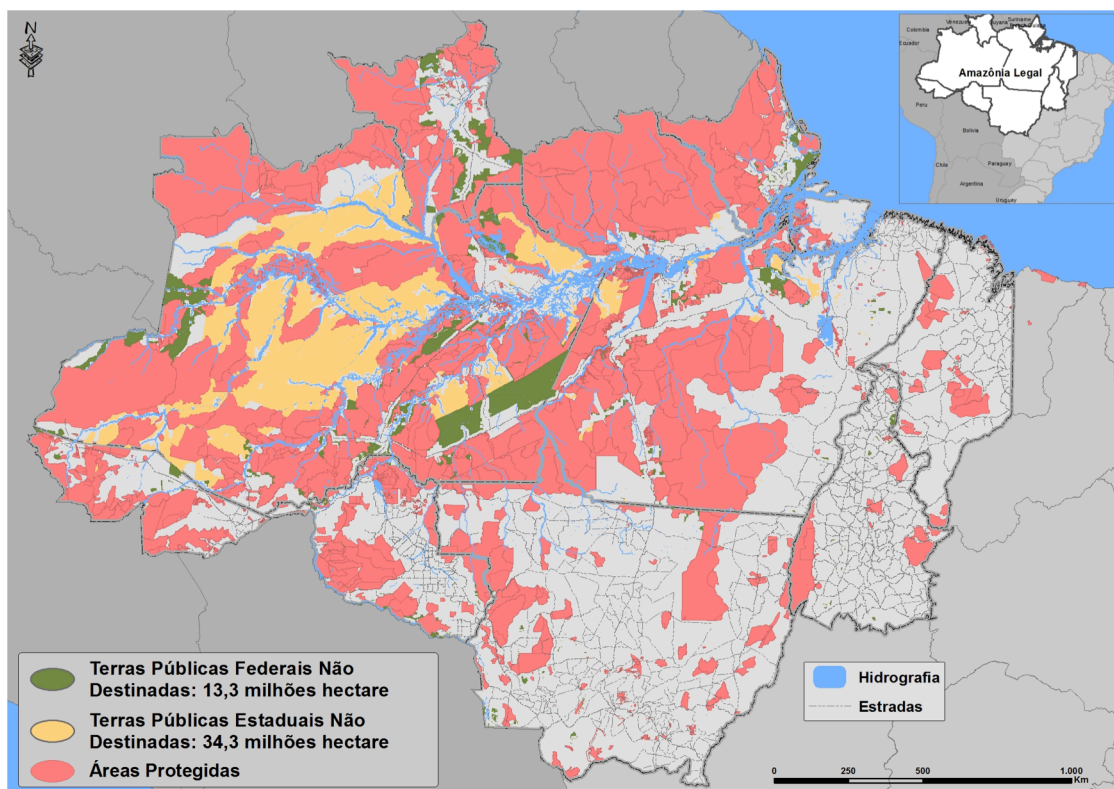 N
Colombia
Venezuela
Guyana
Suriname
Ecuador
Amazônia Legal
Peru
Bolivia
Chile
Paraguay
Argentina
Uruguay
Terras Públicas Federais Não
Destinadas: 13,3 milhões hectare
Terras Públicas Estaduais Não
Destinadas: 34,3 milhões hectare
Áreas Protegidas
Hidrografia
Estradas
0 250 500 1.000
Km